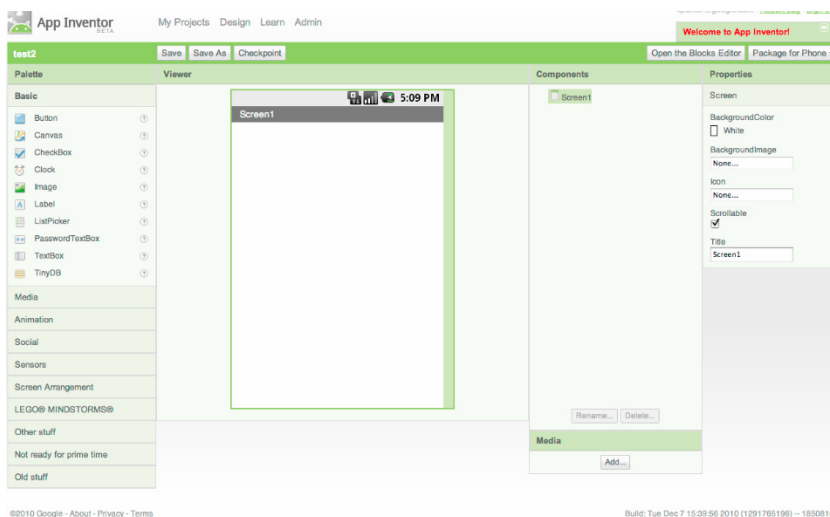 App Inventor
BETA
My Projects Design Learn Admin
Welcome to App Inventor!
test2
Save Save As Checkpoint
Open the Blocks Editor Package for Phone
Palette
Basic
Button
Canvas
CheckBox
Clock
Image
Label
ListPicker
PasswordTextBox
TextBox
TinyDB
Media
Animation
Social
Sensors
Screen Arrangement
LEGO® MINDSTORMS®
Other stuff
Not ready for prime time
Old stuff
Viewer
5:09 PM
Screen1
Components
Screen1
Rename... Delete...
Media
Add...
Properties
Screen
BackgroundColor
White
BackgroundImage
None...
Icon
None...
Scrollable
Title
Screen1
©2010 Google - About - Privacy - Terms
Build: Tue Dec 7 15:39:56 2010 (1291765196) -- 185081